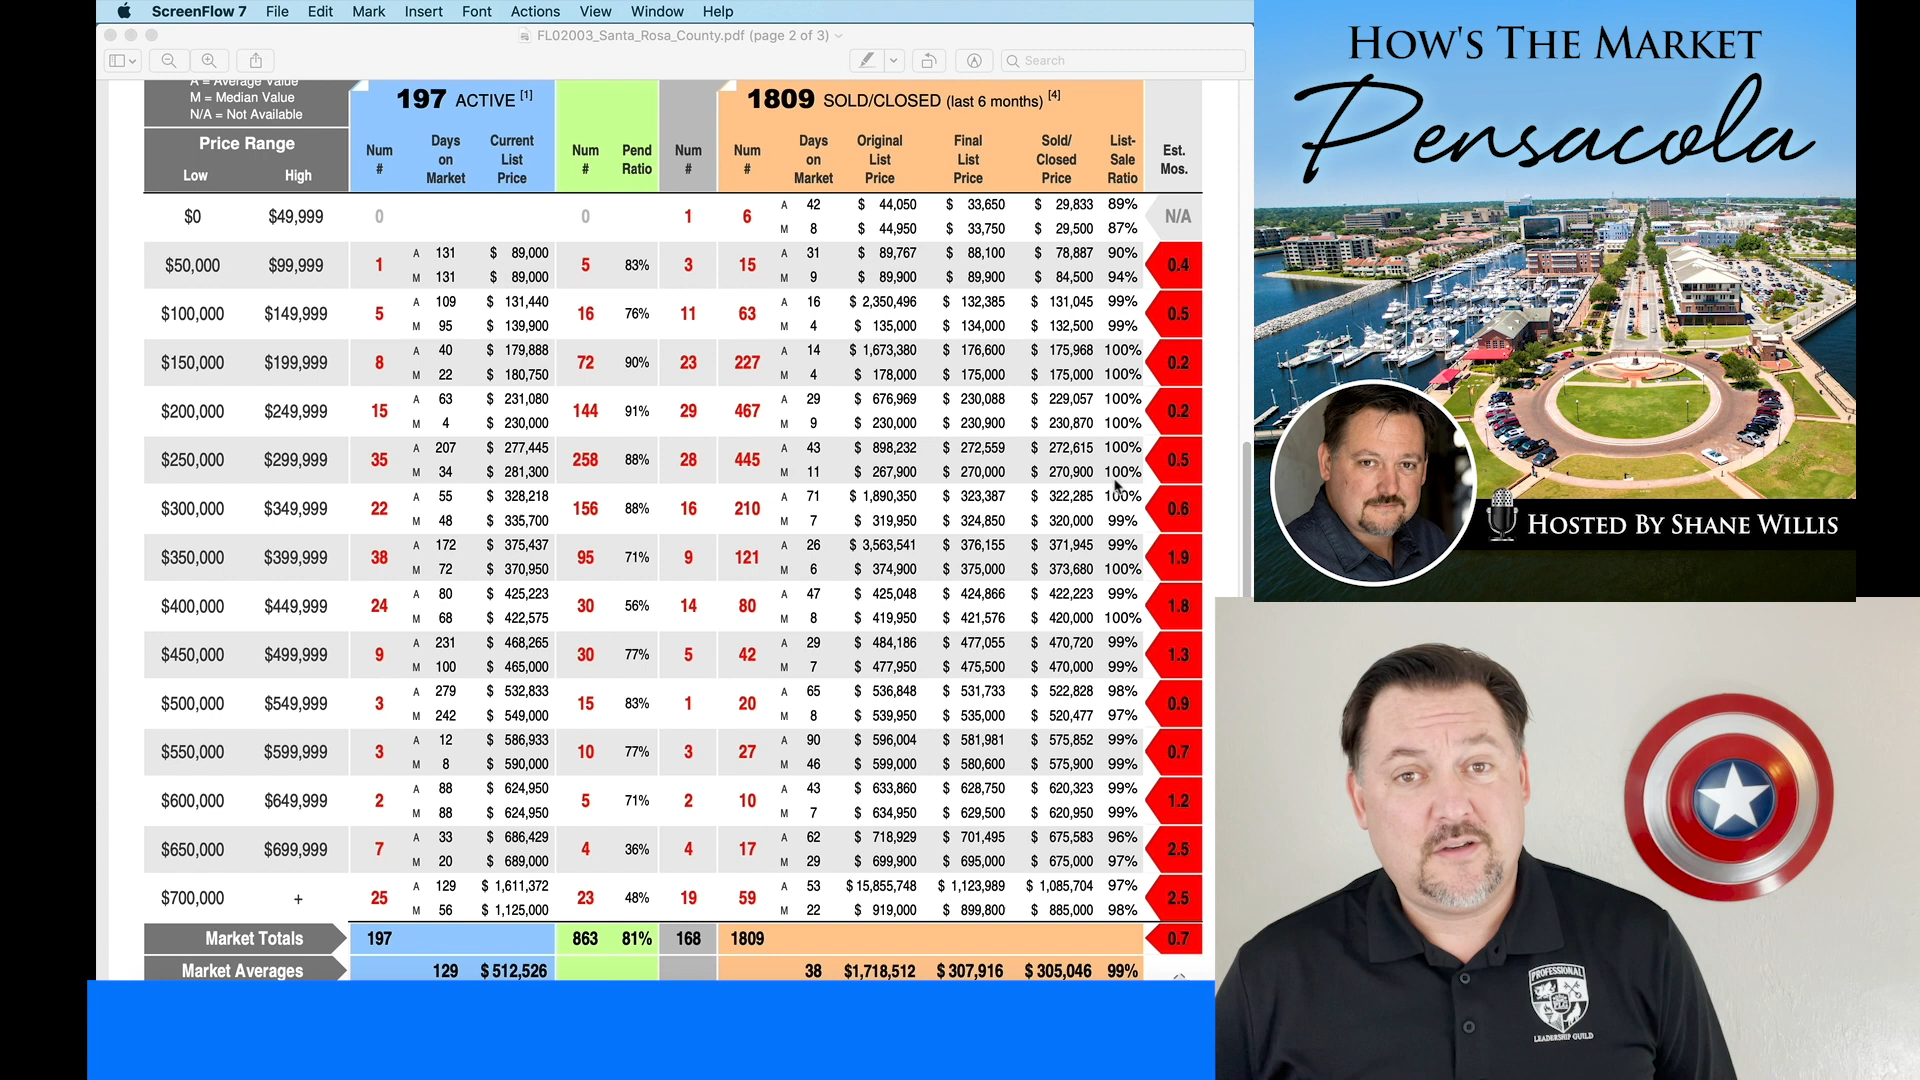 ScreenFlow 7 File Edit Mark Insert Font Actions View Window Help
FL02003_Santa_Rosa_County.pdf (page 2 of 3)
Search
A = Average Value
M = Median Value
N/A = Not Available
197 ACTIVE [1]
1809 SOLD/CLOSED (last 6 months) [4]
Price Range
Low High
Num #
Days on Market
Current List Price
Num #
Pend Ratio
Num #
Num #
Days on Market
Original List Price
Final List Price
Sold/ Closed Price
List- Sale Ratio
Est. Mos.
$0 $49,999 0 0 1 6 A 42 $ 44,050 $ 33,650 $ 29,833 89% N/A
M 8 $ 44,950 $ 33,750 $ 29,500 87%
$50,000 $99,999 1 A 131 $ 89,000 5 83% 3 15 A 31 $ 89,767 $ 88,100 $ 78,887 90% 0.4
M 131 $ 89,000 M 9 $ 89,900 $ 89,900 $ 84,500 94%
$100,000 $149,999 5 A 109 $ 131,440 16 76% 11 63 A 16 $ 2,350,496 $ 132,385 $ 131,045 99% 0.5
M 95 $ 139,900 M 4 $ 135,000 $ 134,000 $ 132,500 99%
$150,000 $199,999 8 A 40 $ 179,888 72 90% 23 227 A 14 $ 1,673,380 $ 176,600 $ 175,968 100% 0.2
M 22 $ 180,750 M 4 $ 178,000 $ 175,000 $ 175,000 100%
$200,000 $249,999 15 A 63 $ 231,080 144 91% 29 467 A 29 $ 676,969 $ 230,088 $ 229,057 100% 0.2
M 4 $ 230,000 M 9 $ 230,000 $ 230,900 $ 230,870 100%
$250,000 $299,999 35 A 207 $ 277,445 258 88% 28 445 A 43 $ 898,232 $ 272,559 $ 272,615 100% 0.5
M 34 $ 281,300 M 11 $ 267,900 $ 270,000 $ 270,900 100%
$300,000 $349,999 22 A 55 $ 328,218 156 88% 16 210 A 71 $ 1,890,350 $ 323,387 $ 322,285 100% 0.6
M 48 $ 335,700 M 7 $ 319,950 $ 324,850 $ 320,000 99%
$350,000 $399,999 38 A 172 $ 375,437 95 71% 9 121 A 26 $ 3,563,541 $ 376,155 $ 371,945 99% 1.9
M 72 $ 370,950 M 6 $ 374,900 $ 375,000 $ 373,680 100%
$400,000 $449,999 24 A 80 $ 425,223 30 56% 14 80 A 47 $ 425,048 $ 424,866 $ 422,223 99% 1.8
M 68 $ 422,575 M 8 $ 419,950 $ 421,576 $ 420,000 100%
$450,000 $499,999 9 A 231 $ 468,265 30 77% 5 42 A 29 $ 484,186 $ 477,055 $ 470,720 99% 1.3
M 100 $ 465,000 M 7 $ 477,950 $ 475,500 $ 470,000 99%
$500,000 $549,999 3 A 279 $ 532,833 15 83% 1 20 A 65 $ 536,848 $ 531,733 $ 522,828 98% 0.9
M 242 $ 549,000 M 8 $ 539,950 $ 535,000 $ 520,477 97%
$550,000 $599,999 3 A 12 $ 586,933 10 77% 3 27 A 90 $ 596,004 $ 581,981 $ 575,852 99% 0.7
M 8 $ 590,000 M 46 $ 599,000 $ 580,600 $ 575,900 99%
$600,000 $649,999 2 A 88 $ 624,950 5 71% 2 10 A 43 $ 633,860 $ 628,750 $ 620,323 99% 1.2
M 88 $ 624,950 M 7 $ 634,950 $ 629,500 $ 620,950 99%
$650,000 $699,999 7 A 33 $ 686,429 4 36% 4 17 A 62 $ 718,929 $ 701,495 $ 675,583 96% 2.5
M 20 $ 689,000 M 29 $ 699,900 $ 695,000 $ 675,000 97%
$700,000 + 25 A 129 $ 1,611,372 23 48% 19 59 A 53 $ 15,855,748 $ 1,123,989 $ 1,085,704 97% 2.5
M 56 $ 1,125,000 M 22 $ 919,000 $ 899,800 $ 885,000 98%
Market Totals 197 863 81% 168 1809 0.7
Market Averages 129 $ 512,526 38 $1,718,512 $ 307,916 $ 305,046 99%
HOW'S THE MARKET
Pensacola
HOSTED BY SHANE WILLIS
PROFESSIONAL
LEADERSHIP GUILD